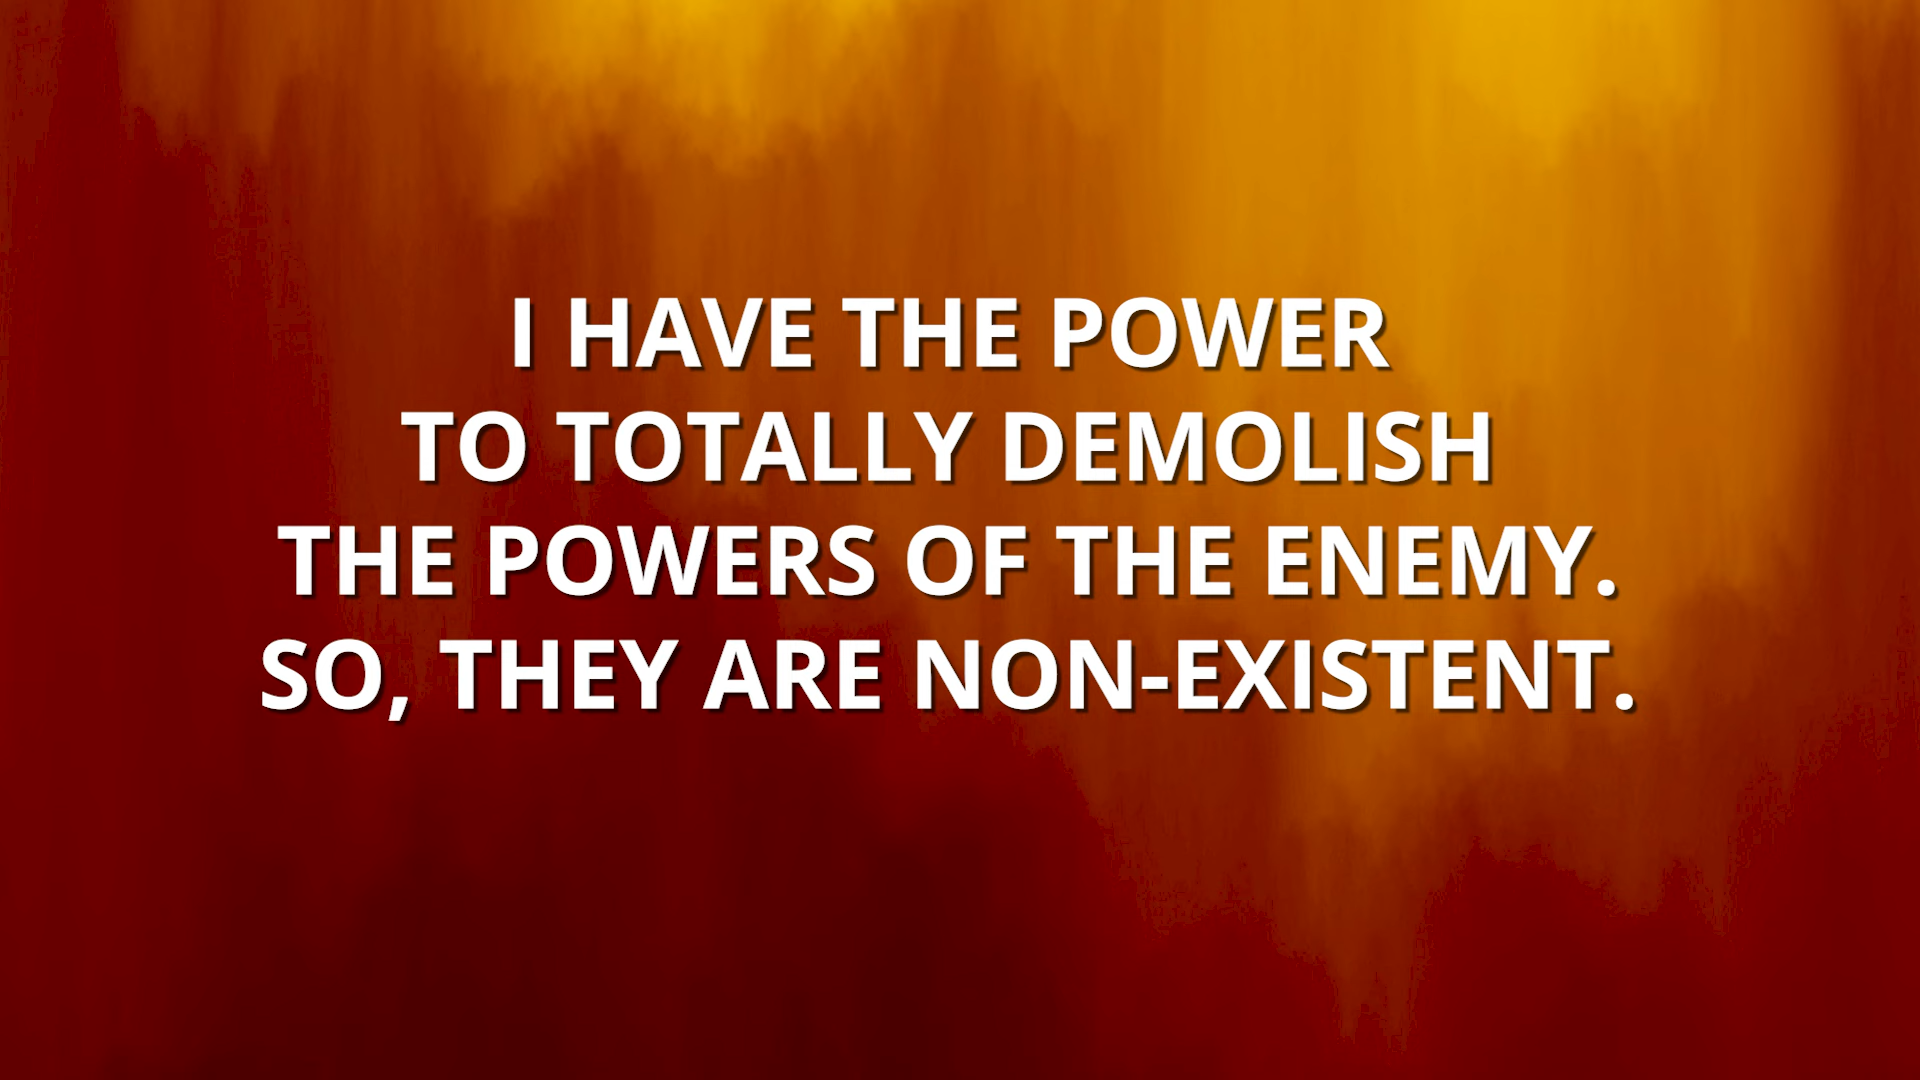 I HAVE THE POWER
TO TOTALLY DEMOLISH
THE POWERS OF THE ENEMY.
SO, THEY ARE NON-EXISTENT.